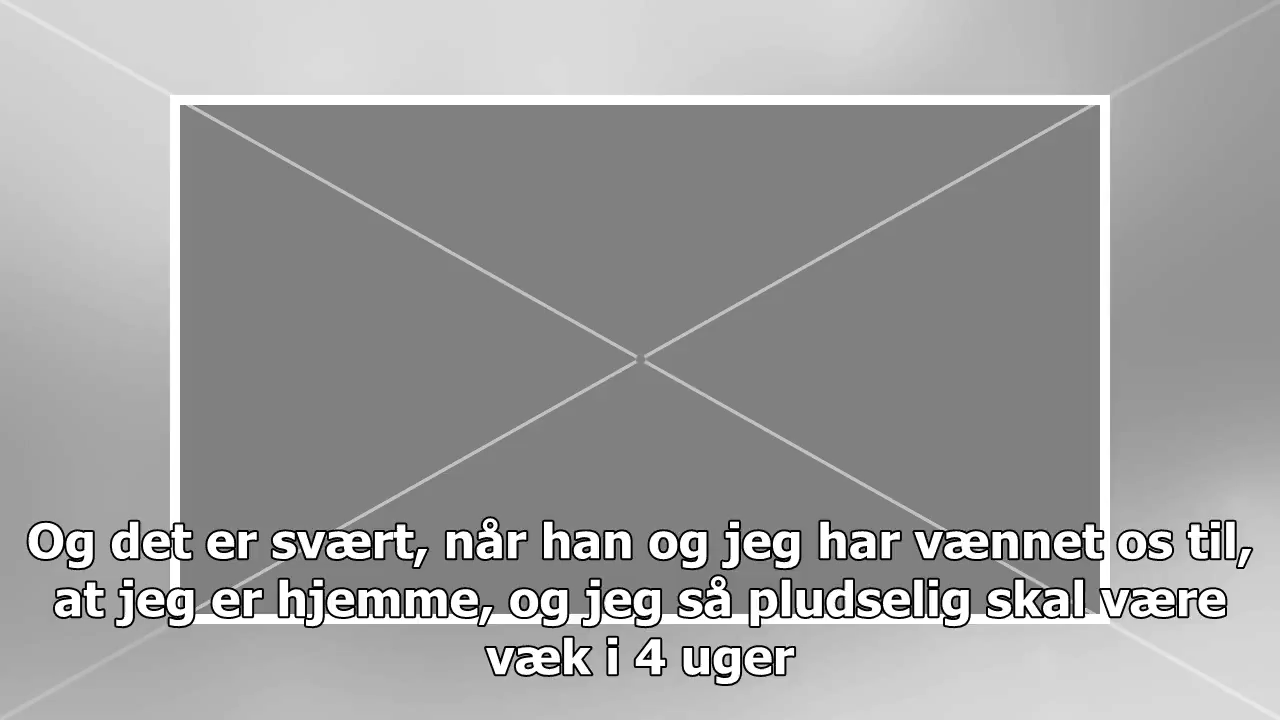 Og det er svært, når han og jeg har vænnet os til,
at jeg er hjemme, og jeg så pludselig skal være
væk i 4 uger